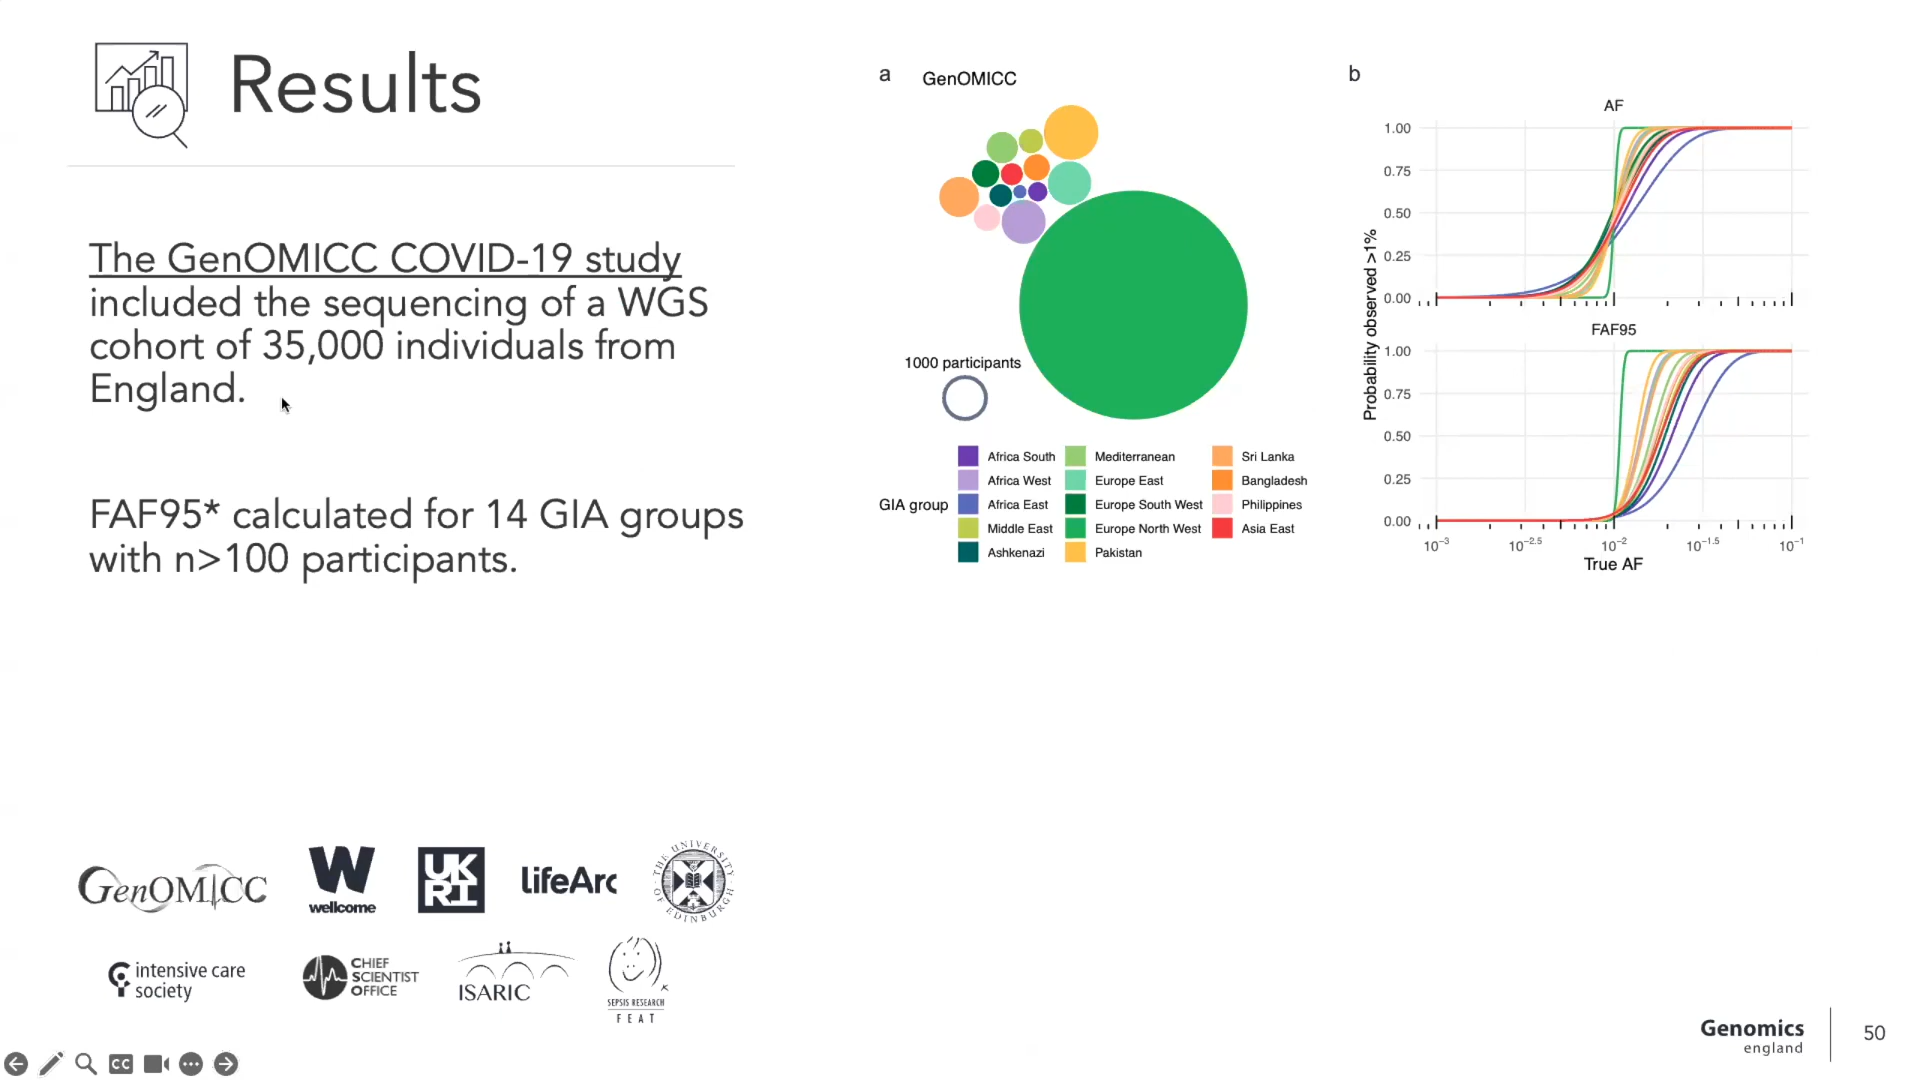 Results
The GenOMICC COVID-19 study
included the sequencing of a WGS
cohort of 35,000 individuals from
England.
FAF95* calculated for 14 GIA groups
with n>100 participants.
a
GenOMICC
1000 participants
GIA group
Africa South
Africa West
Africa East
Middle East
Ashkenazi
Mediterranean
Europe East
Europe South West
Europe North West
Pakistan
Sri Lanka
Bangladesh
Philippines
Asia East
b
AF
1.00
0.75
0.50
0.25
0.00
FAF95
1.00
0.75
0.50
0.25
0.00
Probability observed >1%
10⁻³ 10⁻²·⁵ 10⁻² 10⁻¹·⁵ 10⁻¹
True AF
GenOMICC
W
wellcome
UK
RI
LifeArc
THE UNIVERSITY OF EDINBURGH
intensive care
society
CHIEF
SCIENTIST
OFFICE
ISARIC
SEPSIS RESEARCH
FEAT
Genomics
england
50
CC